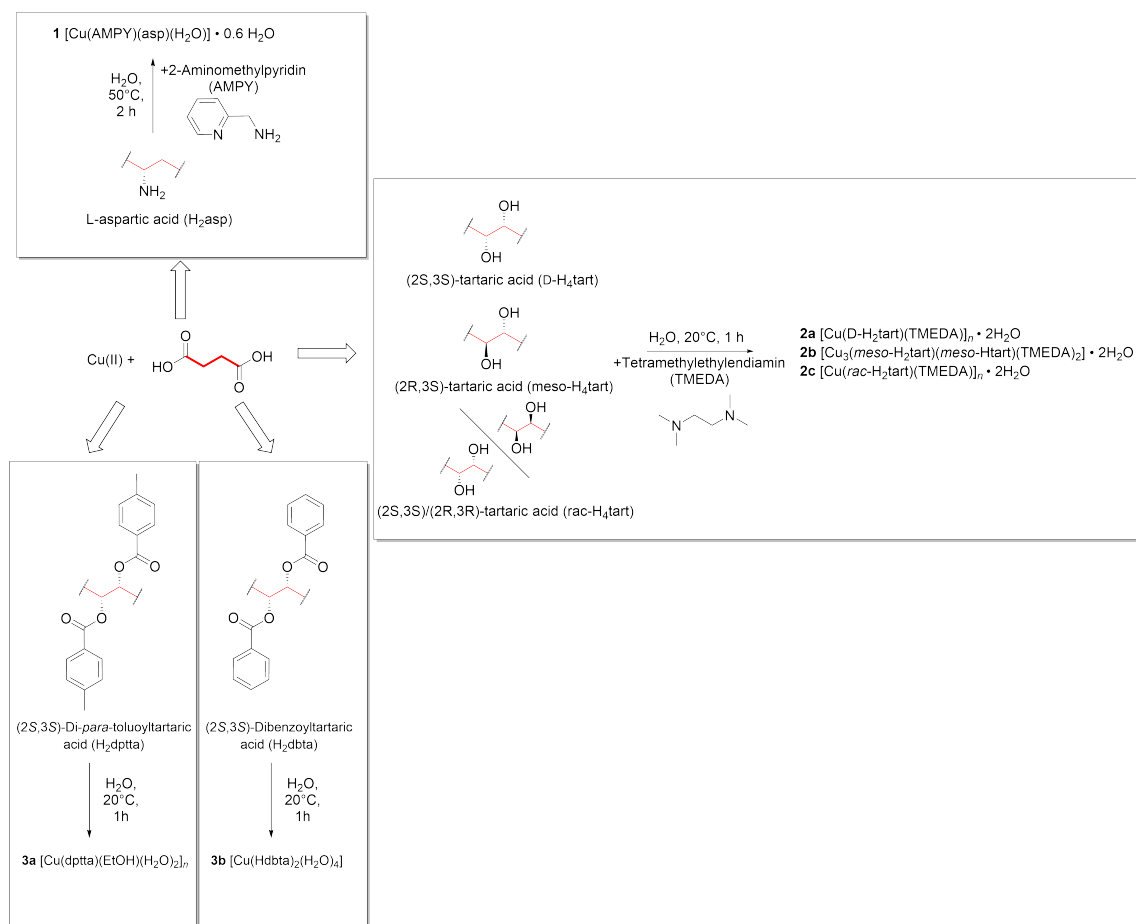 1 [Cu(AMPY)(asp)(H₂O)] • 0.6 H₂O
H₂O,
50°C,
2 h
+2-Aminomethylpyridin
(AMPY)
N
NH₂
NH₂
L-aspartic acid (H₂asp)
Cu(II) +
HO
O
OH
O
OH
OH
(2S,3S)-tartaric acid (D-H₄tart)
OH
OH
(2R,3S)-tartaric acid (meso-H₄tart)
OH
OH
OH
OH
(2S,3S)/(2R,3R)-tartaric acid (rac-H₄tart)
H₂O, 20°C, 1 h
+Tetramethylethylendiamin
(TMEDA)
N
N
2a [Cu(D-H₂tart)(TMEDA)]n • 2H₂O
2b [Cu₃(meso-H₂tart)(meso-Htart)(TMEDA)₂] • 2H₂O
2c [Cu(rac-H₂tart)(TMEDA)]n • 2H₂O
O
O
O
O
(2S,3S)-Di-para-toluoyltartaric
acid (H₂dptta)
H₂O,
20°C,
1h
3a [Cu(dptta)(EtOH)(H₂O)₂]n
O
O
O
O
(2S,3S)-Dibenzoyltartaric
acid (H₂dbta)
H₂O,
20°C,
1h
3b [Cu(Hdbta)₂(H₂O)₄]